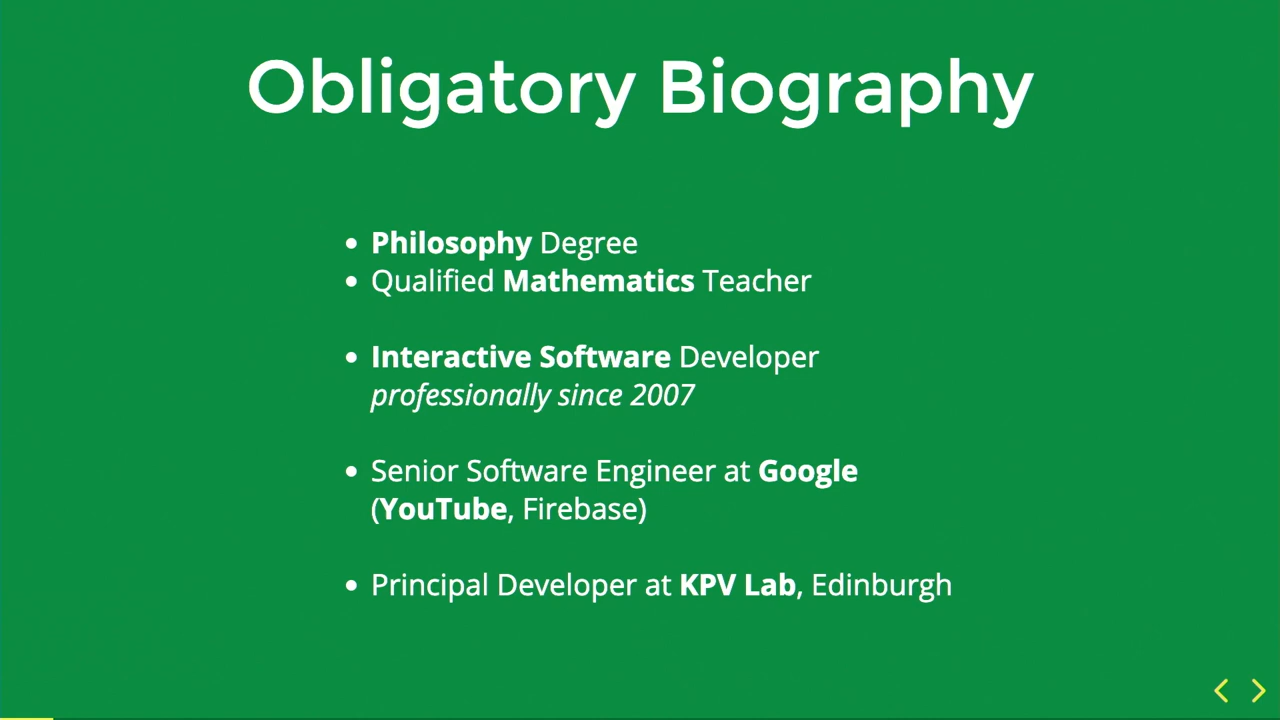 Obligatory Biography
Philosophy Degree
Qualified Mathematics Teacher
Interactive Software Developer
professionally since 2007
Senior Software Engineer at Google
(YouTube, Firebase)
Principal Developer at KPV Lab, Edinburgh